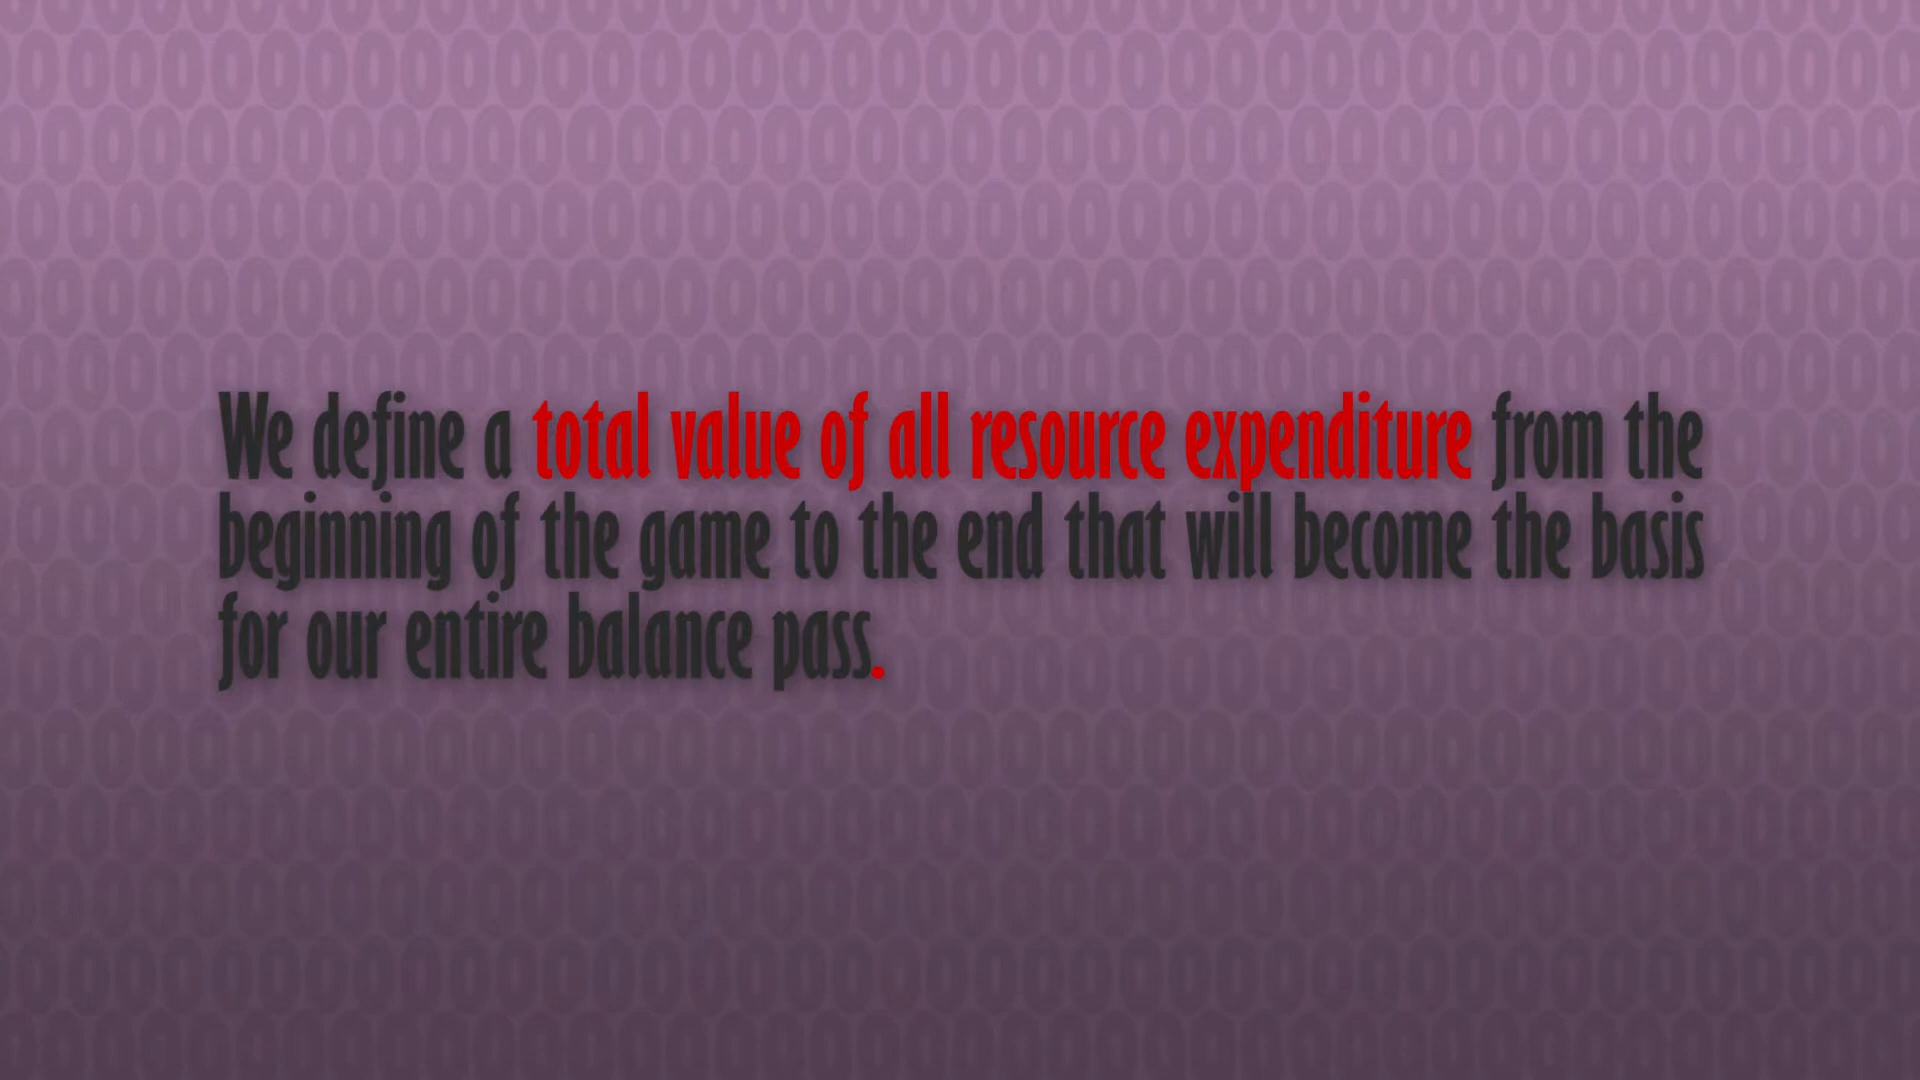 We define a total value of all resource expenditure from the
beginning of the game to the end that will become the basis
for our entire balance pass.